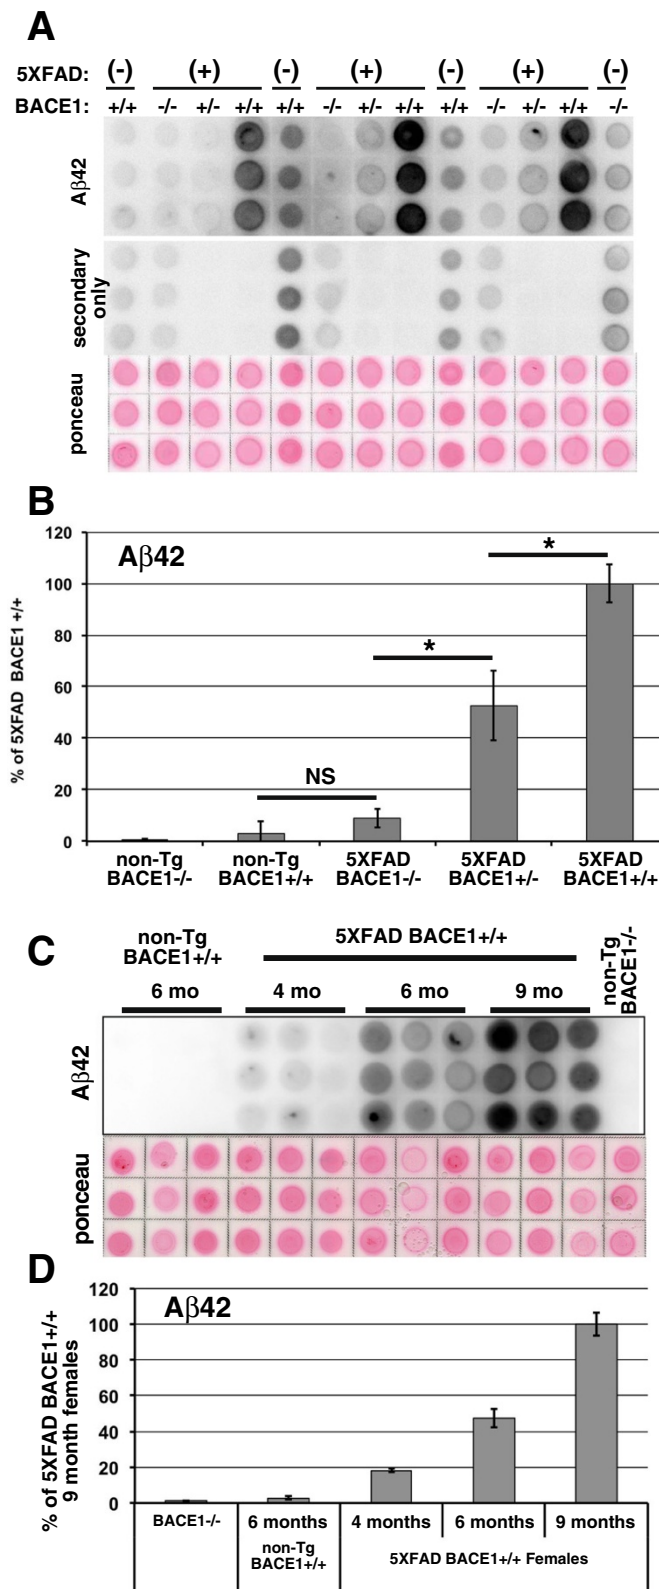 A
5XFAD: (-) (+) (-) (+) (-) (+) (-)
BACE1: +/+ -/- +/- +/+ +/+ -/- +/- +/+ +/+ -/- +/- +/+ -/-
Aβ42
secondary
only
ponceau
B
Aβ42
% of 5XFAD BACE1 +/+
120
100
80
60
40
20
0
NS
*
*
non-Tg
BACE1-/-
non-Tg
BACE1+/+
5XFAD
BACE1-/-
5XFAD
BACE1+/-
5XFAD
BACE1+/+
C
non-Tg
BACE1+/+
5XFAD BACE1+/+
non-Tg
BACE1-/-
6 mo 4 mo 6 mo 9 mo
Aβ42
ponceau
D
Aβ42
% of 5XFAD BACE1+/+
9 month females
120
100
80
60
40
20
0
BACE1-/- 6 months 4 months 6 months 9 months
non-Tg
BACE1+/+
5XFAD BACE1+/+ Females